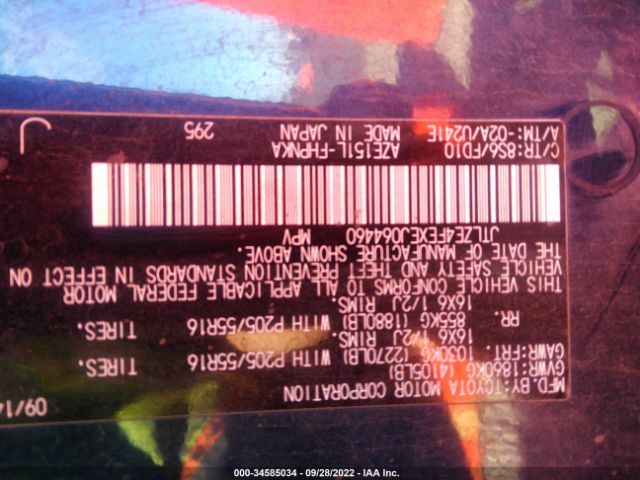 MFD.BY:TOYOTA MOTOR CORPORATION 09/14
GVWR:1860KG (4105LB)
GAWR:FRT. 1030KG (2270LB) WITH P205/55R16 TIRES.
16X6 1/2J RIMS.
RR. 855KG (1880LB) WITH P205/55R16 TIRES.
16X6 1/2J RIMS.
THIS VEHICLE CONFORMS TO ALL APPLICABLE FEDERAL MOTOR
VEHICLE SAFETY AND THEFT PREVENTION STANDARDS IN EFFECT ON
THE DATE OF MANUFACTURE SHOWN ABOVE.
JTLZE4FEXEJ064460 MPV
C/TR:8S6/FD10 AZE151L-FHPNKA 295
A/TM:-02A/U241E MADE IN JAPAN
000-34585034 - 09/28/2022 - IAA Inc.